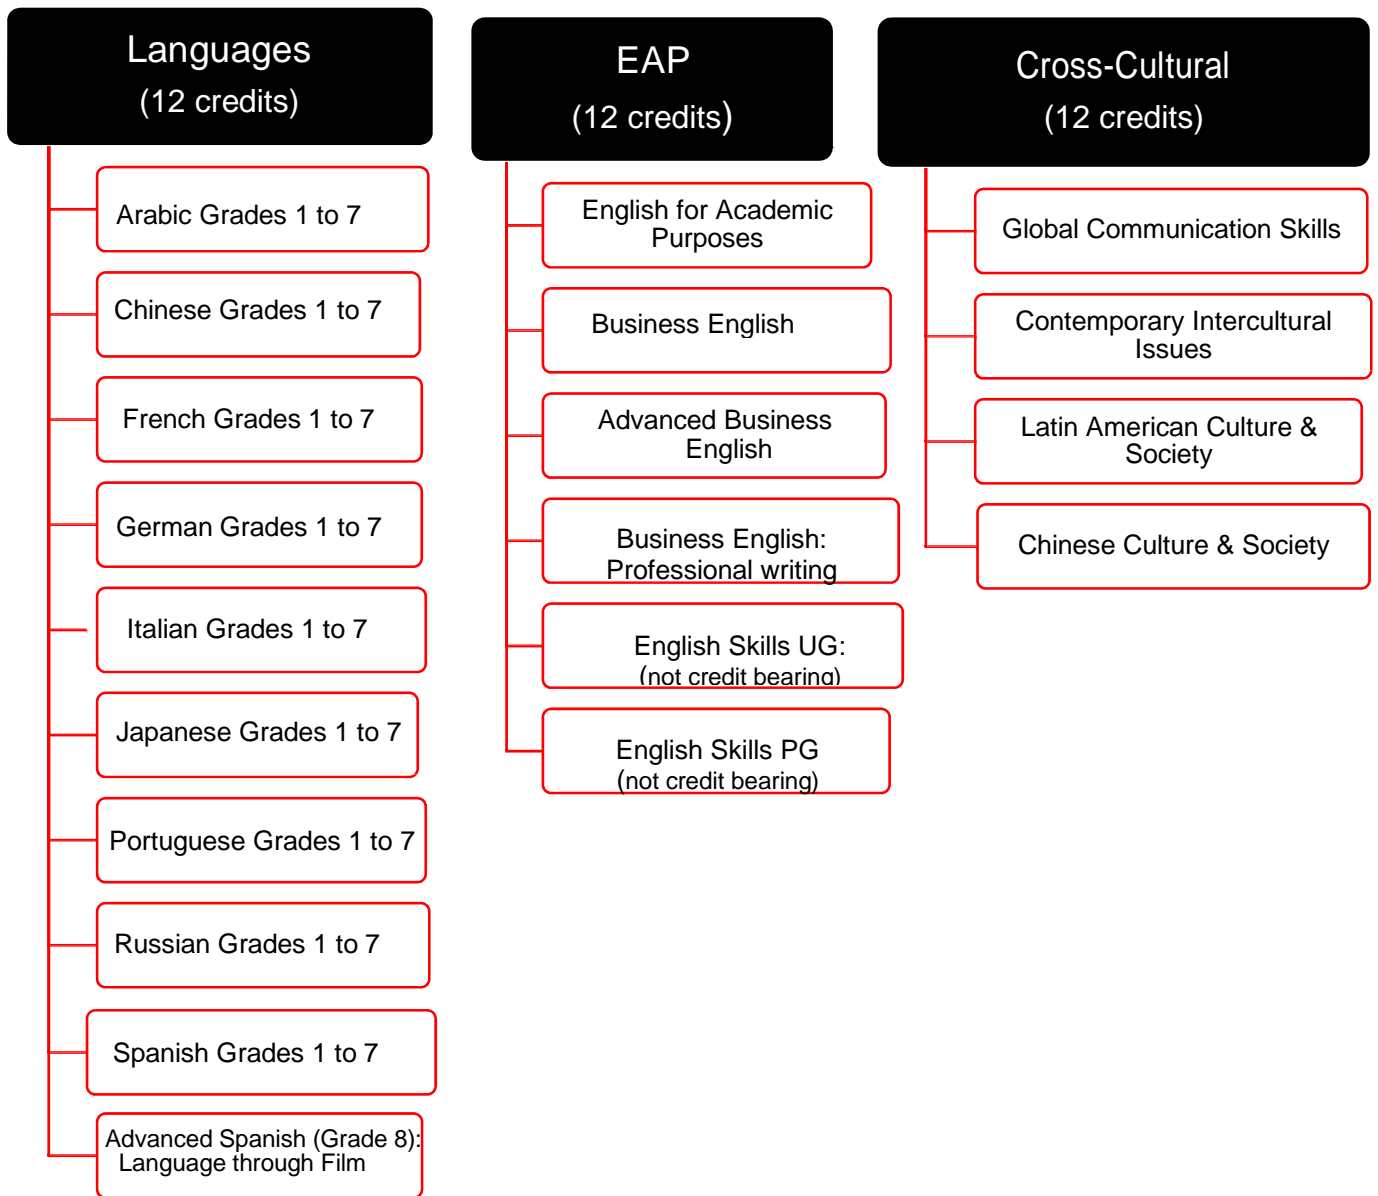 Languages
(12 credits)
Arabic Grades 1 to 7
Chinese Grades 1 to 7
French Grades 1 to 7
German Grades 1 to 7
Italian Grades 1 to 7
Japanese Grades 1 to 7
Portuguese Grades 1 to 7
Russian Grades 1 to 7
Spanish Grades 1 to 7
Advanced Spanish (Grade 8):
Language through Film
EAP
(12 credits)
English for Academic
Purposes
Business English
Advanced Business
English
Business English:
Professional writing
English Skills UG:
(not credit bearing)
English Skills PG
(not credit bearing)
Cross-Cultural
(12 credits)
Global Communication Skills
Contemporary Intercultural
Issues
Latin American Culture &
Society
Chinese Culture & Society